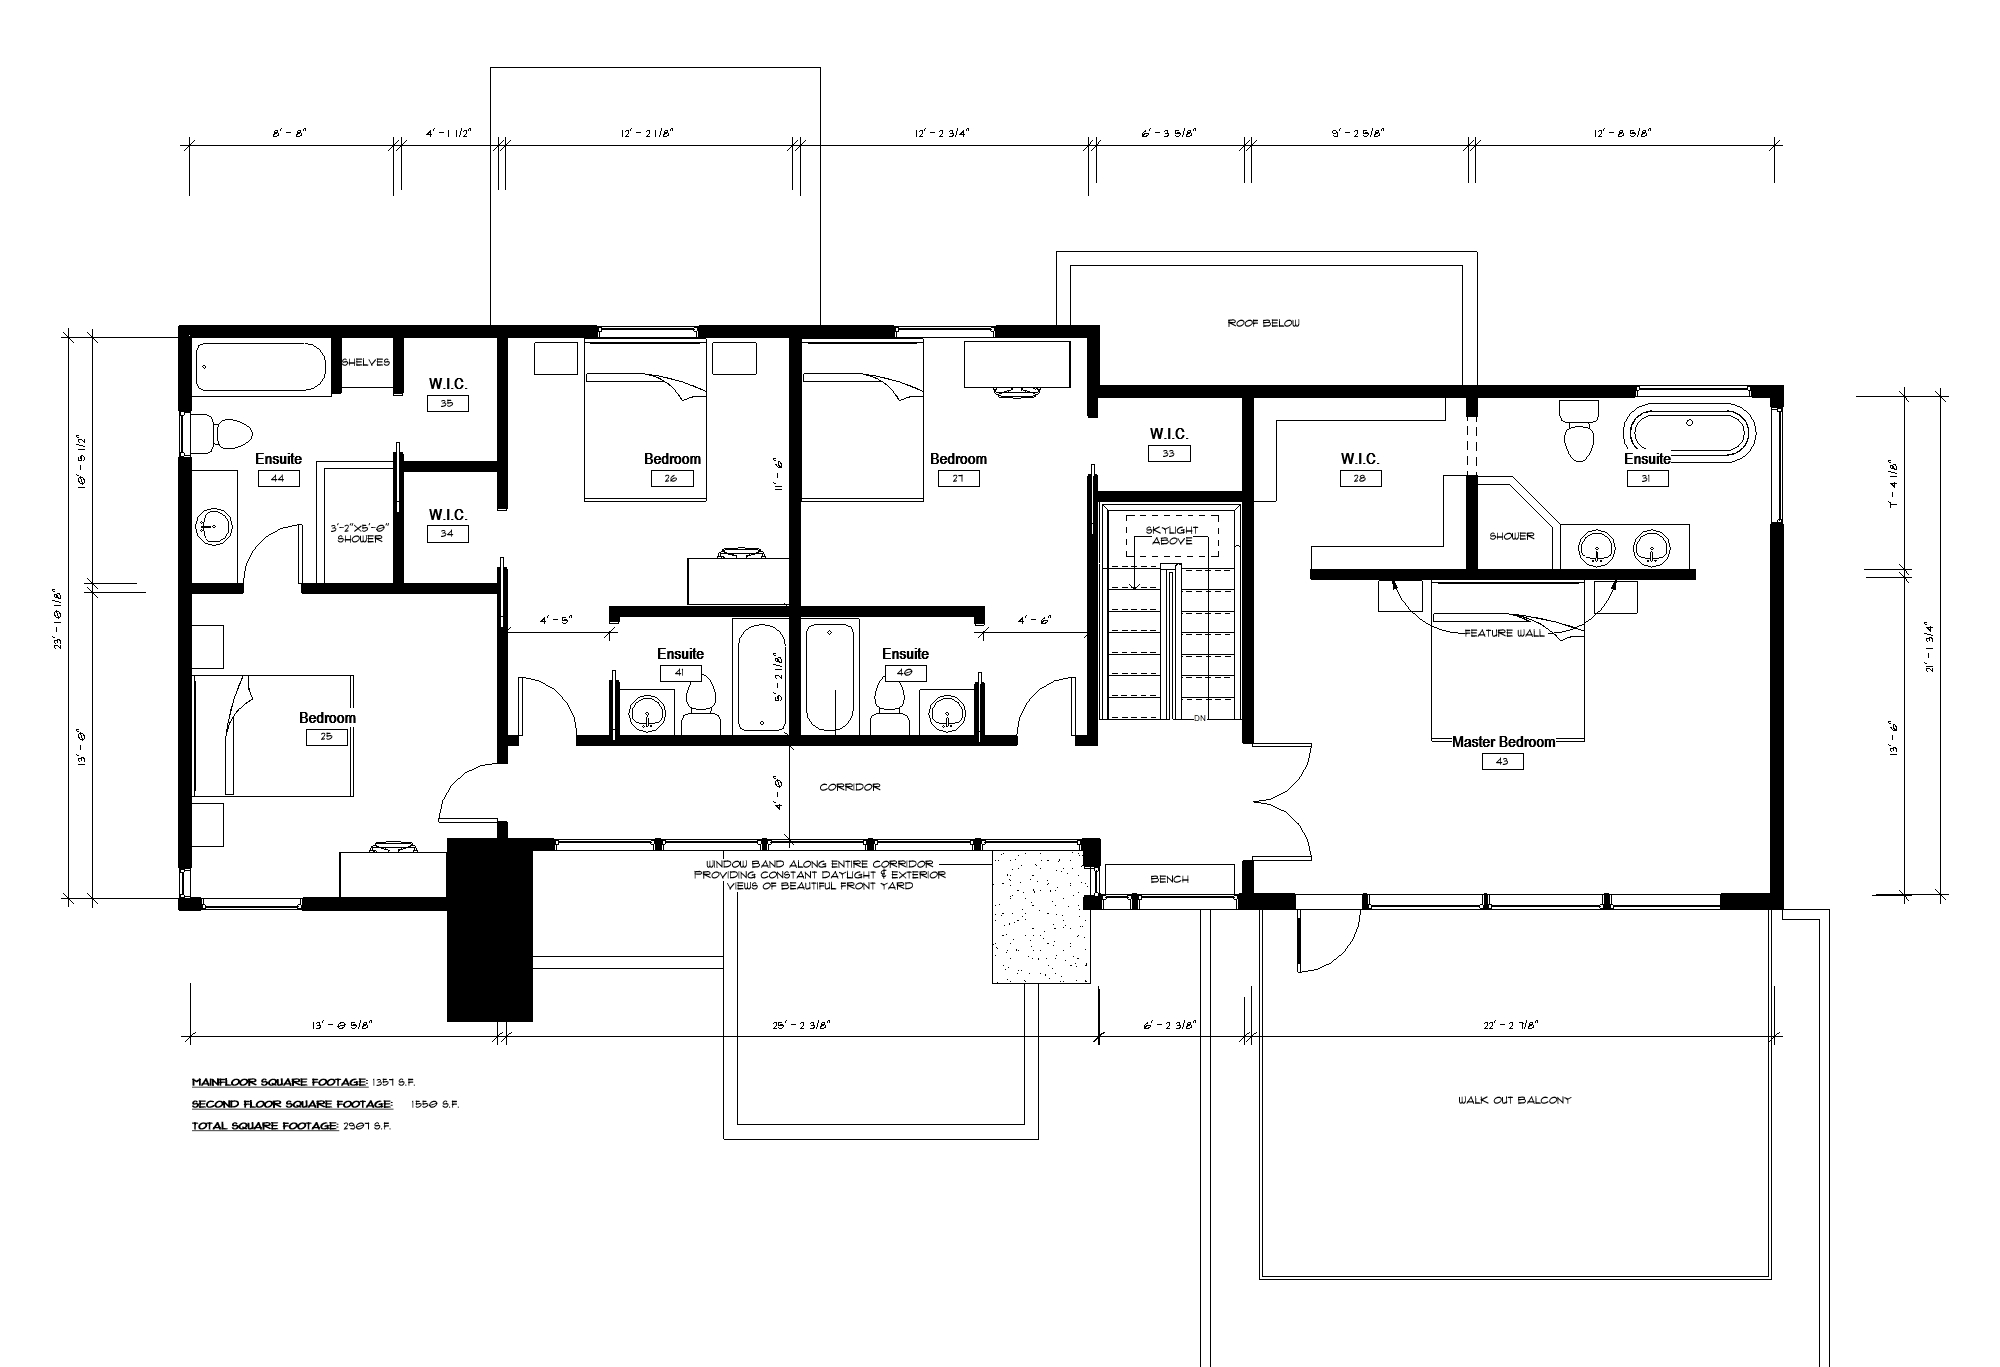 8' - 8"
4' - 1 1/2"
12' - 2 1/8"
12' - 2 3/4"
6' - 3 5/8"
9' - 2 5/8"
12' - 8 5/8"
ROOF BELOW
SHELVES
W.I.C.
35
Ensuite
44
3'-2"X5'-0"
SHOWER
W.I.C.
34
Bedroom
26
11' - 6"
Bedroom
27
W.I.C.
33
SKYLIGHT
ABOVE
DN
W.I.C.
28
Ensuite
31
SHOWER
FEATURE WALL
10' - 5 1/2"
23' - 10 1/8"
13' - 0"
7' - 4 1/8"
21' - 1 3/4"
13' - 6"
4' - 5"
Ensuite
41
5' - 2 1/8"
Ensuite
40
4' - 6"
Bedroom
25
Master Bedroom
43
4' - 0"
CORRIDOR
WINDOW BAND ALONG ENTIRE CORRIDOR
PROVIDING CONSTANT DAYLIGHT & EXTERIOR
VIEWS OF BEAUTIFUL FRONT YARD
BENCH
13' - 0 5/8"
25' - 2 3/8"
6' - 2 3/8"
22' - 2 7/8"
MAINFLOOR SQUARE FOOTAGE: 1357 S.F.
SECOND FLOOR SQUARE FOOTAGE: 1550 S.F.
TOTAL SQUARE FOOTAGE: 2907 S.F.
WALK OUT BALCONY